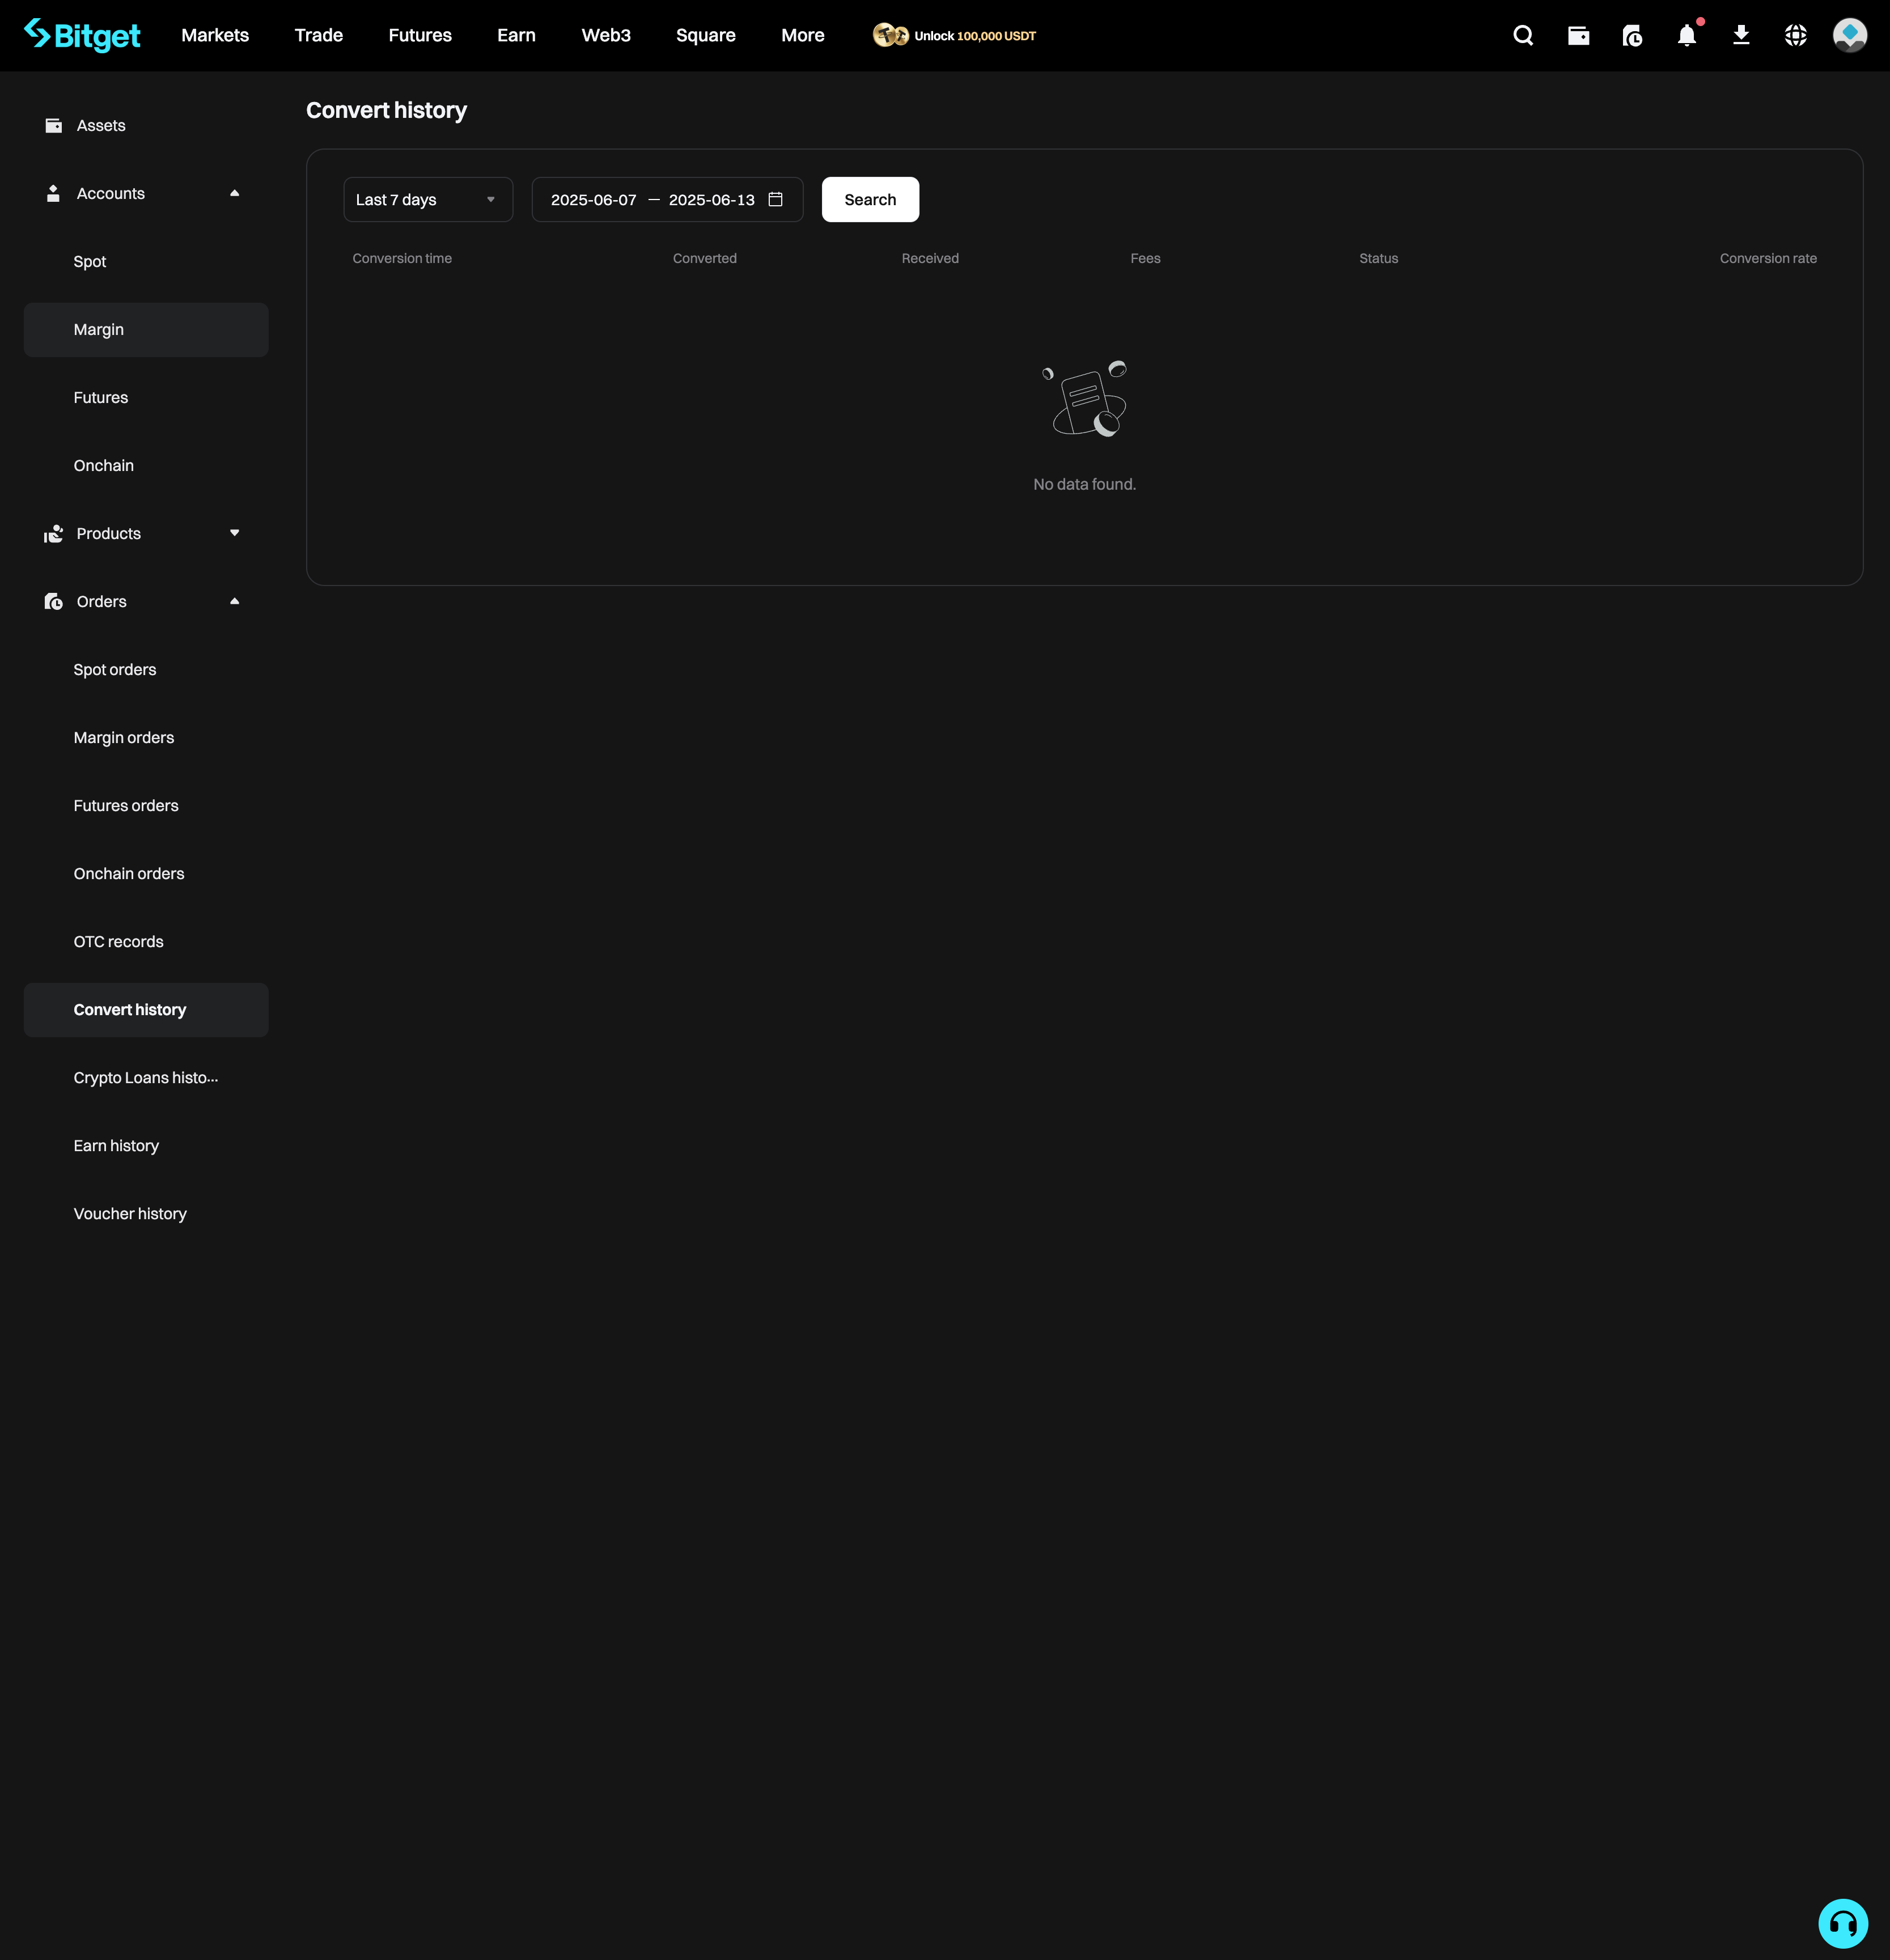 Bitget
Markets
Trade
Futures
Earn
Web3
Square
More
Unlock 100,000 USDT
Assets
Accounts
Spot
Margin
Futures
Onchain
Products
Orders
Spot orders
Margin orders
Futures orders
Onchain orders
OTC records
Convert history
Crypto Loans histo...
Earn history
Voucher history
Convert history
Last 7 days
2025-06-07 — 2025-06-13
Search
Conversion time
Converted
Received
Fees
Status
Conversion rate
No data found.